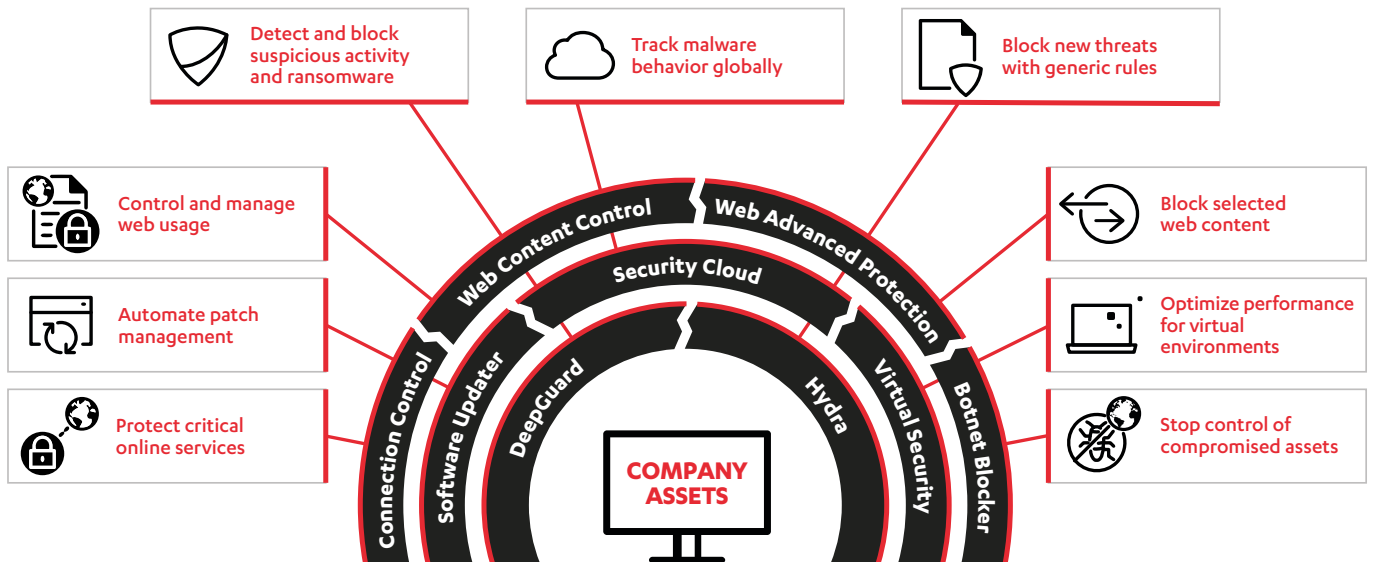 Detect and block
suspicious activity
and ransomware
Track malware
behavior globally
Block new threats
with generic rules
Control and manage
web usage
Block selected
web content
Automate patch
management
Optimize performance
for virtual
environments
Protect critical
online services
Stop control of
compromised assets
Connection Control
Web Content Control
Web Advanced Protection
Botnet Blocker
Software Updater
Security Cloud
Virtual Security
DeepGuard
Hydra
COMPANY
ASSETS